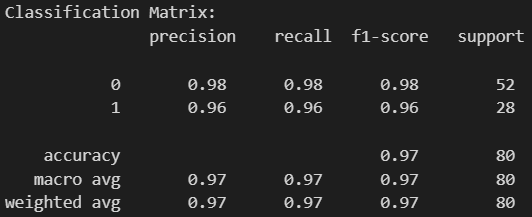 Classification Matrix:
precision recall f1-score support
0 0.98 0.98 0.98 52
1 0.96 0.96 0.96 28
accuracy 0.97 80
macro avg 0.97 0.97 0.97 80
weighted avg 0.97 0.97 0.97 80